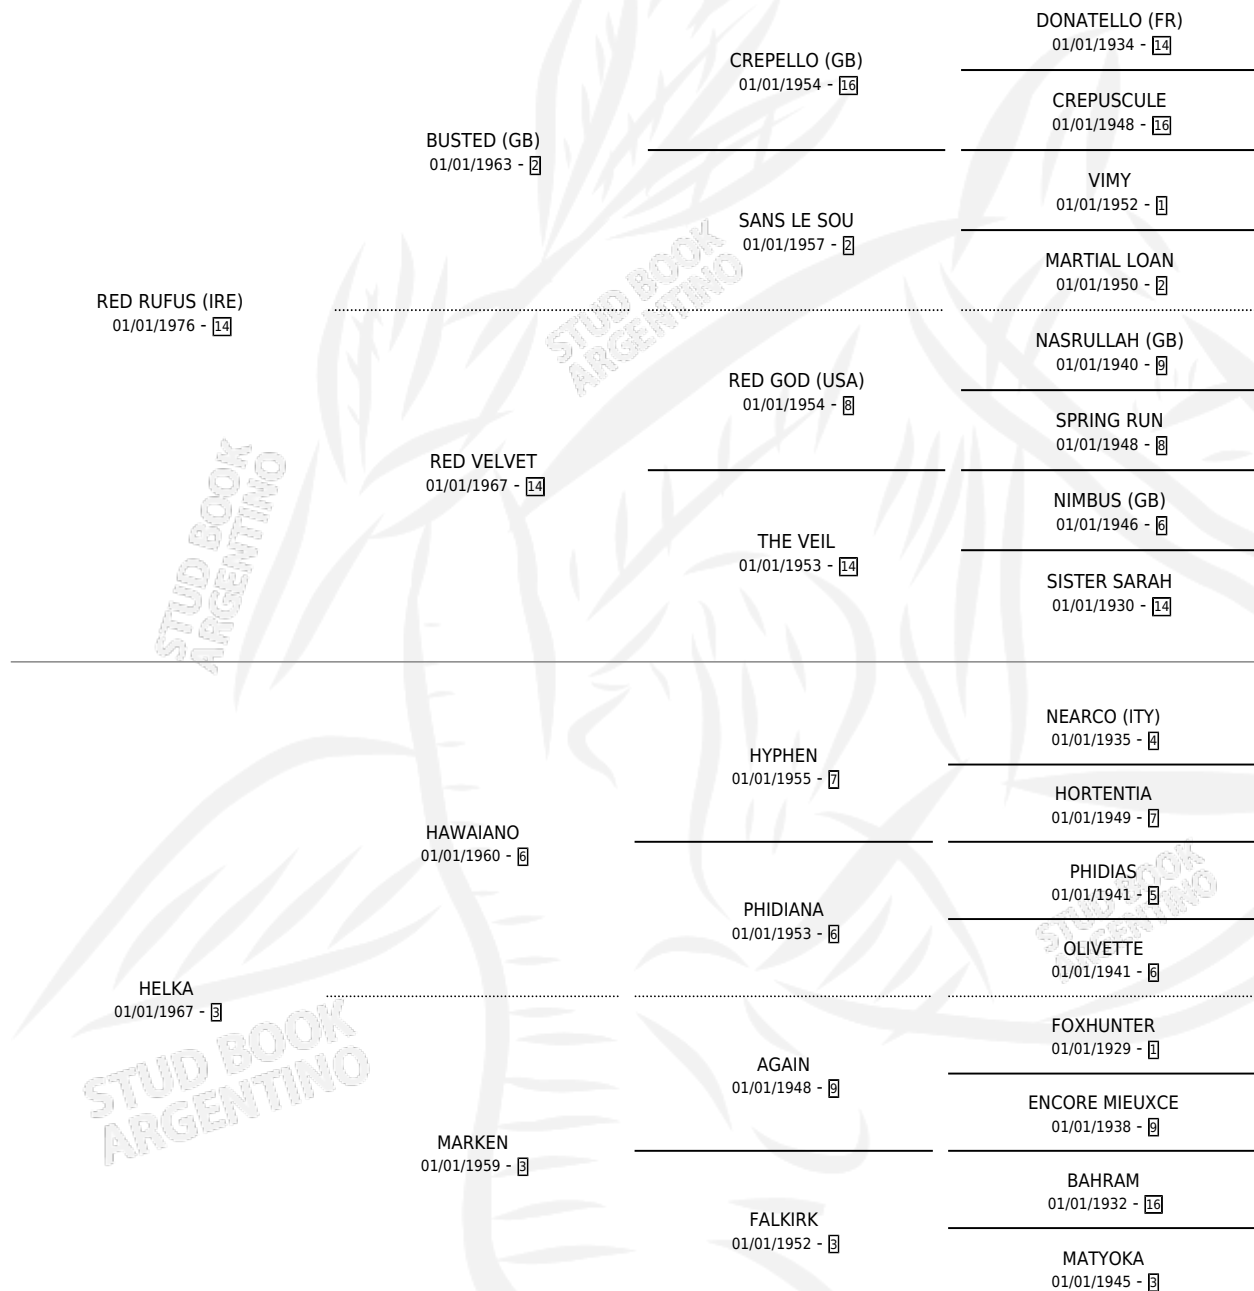 DONATELLO (FR)
01/01/1934 - 14
CREPELLO (GB)
01/01/1954 - 16
CREPUSCULE
01/01/1948 - 16
BUSTED (GB)
01/01/1963 - 2
VIMY
01/01/1952 - 1
SANS LE SOU
01/01/1957 - 2
MARTIAL LOAN
01/01/1950 - 2
RED RUFUS (IRE)
01/01/1976 - 14
NASRULLAH (GB)
01/01/1940 - 9
RED GOD (USA)
01/01/1954 - 8
SPRING RUN
01/01/1948 - 8
RED VELVET
01/01/1967 - 14
NIMBUS (GB)
01/01/1946 - 6
THE VEIL
01/01/1953 - 14
SISTER SARAH
01/01/1930 - 14
NEARCO (ITY)
01/01/1935 - 4
HYPHEN
01/01/1955 - 7
HORTENTIA
01/01/1949 - 7
HAWAIANO
01/01/1960 - 6
PHIDIAS
01/01/1941 - 5
PHIDIANA
01/01/1953 - 6
OLIVETTE
01/01/1941 - 6
HELKA
01/01/1967 - 3
FOXHUNTER
01/01/1929 - 1
AGAIN
01/01/1948 - 9
ENCORE MIEUXCE
01/01/1938 - 9
MARKEN
01/01/1959 - 3
BAHRAM
01/01/1932 - 16
FALKIRK
01/01/1952 - 3
MATYOKA
01/01/1945 - 3
STUD BOOK
ARGENTINO
STUD BOOK
ARGENTINO
STUD BOOK
ARGENTINO
STUD BOOK
ARGENTINO